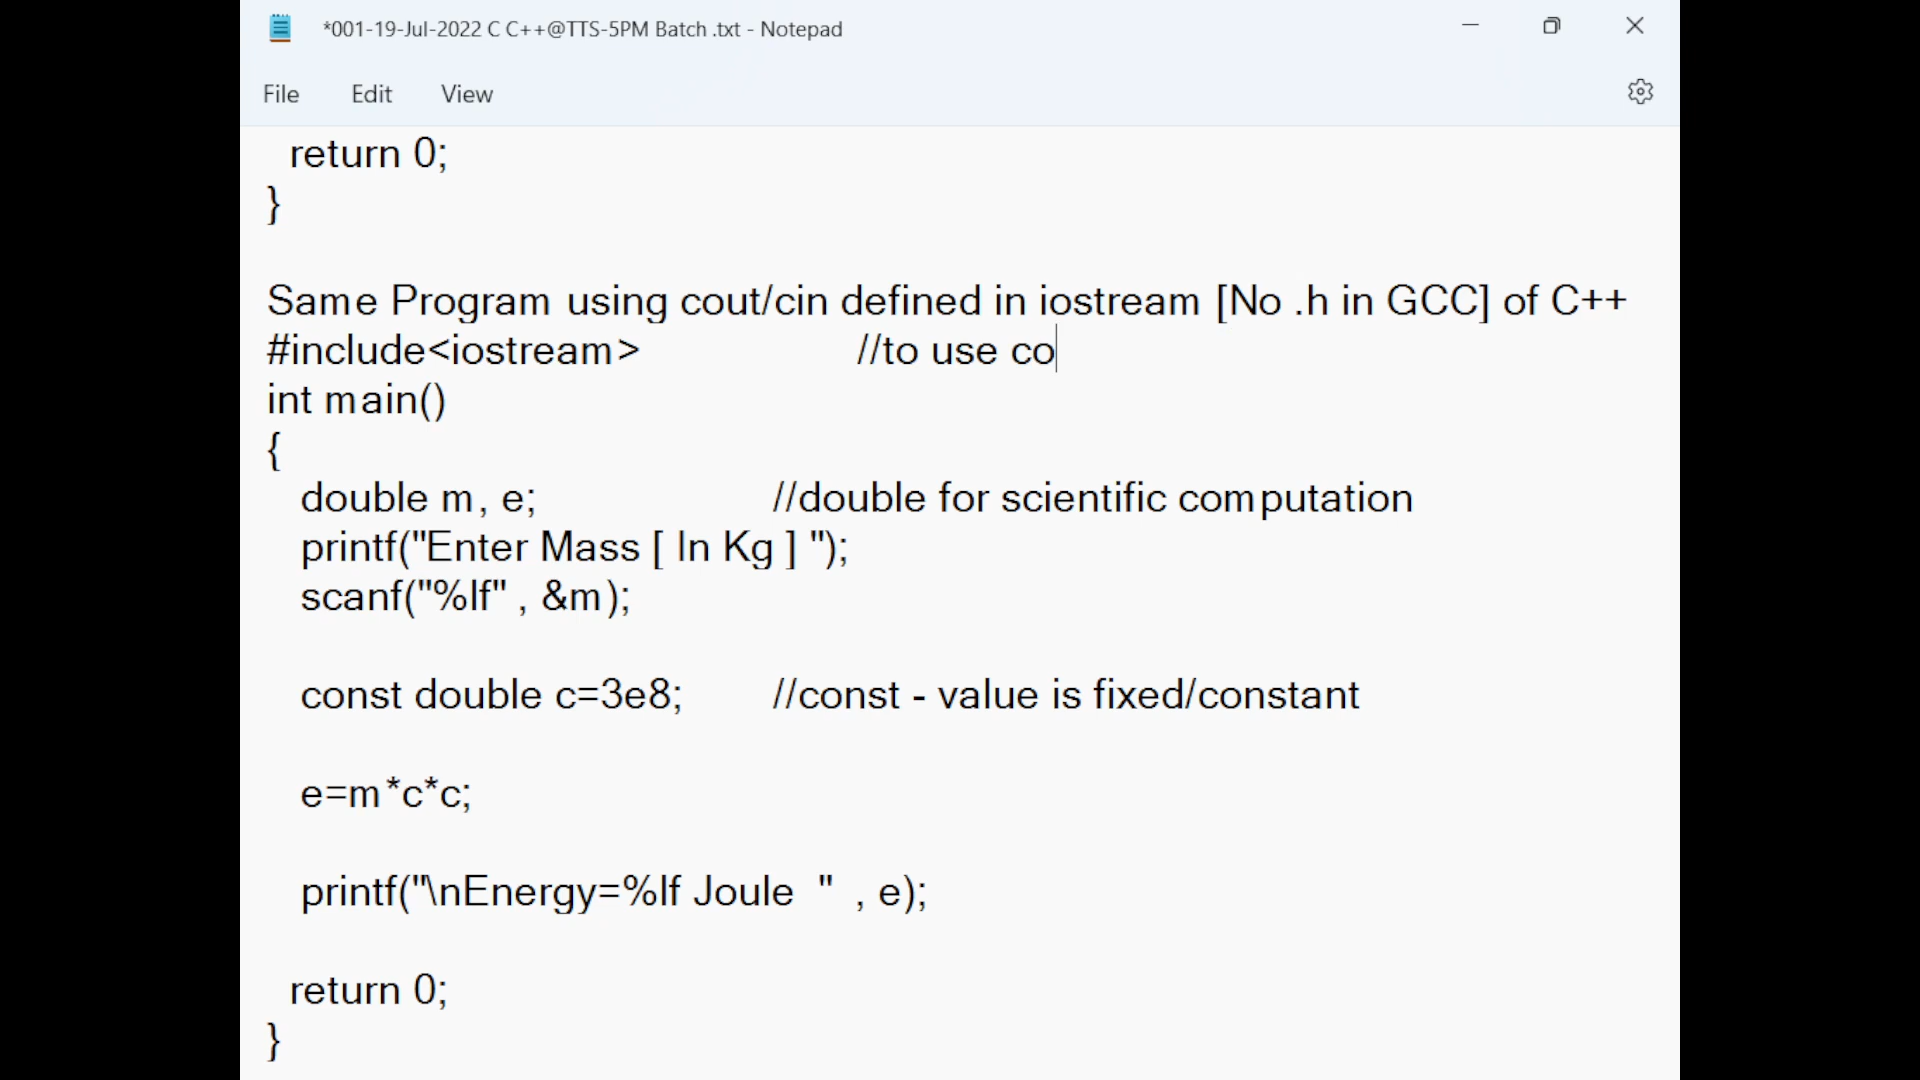 *001-19-Jul-2022 C C++@TTS-5PM Batch .txt - Notepad
File Edit View
return 0;
}
Same Program using cout/cin defined in iostream [No .h in GCC] of C++
#include<iostream> //to use co
int main()
{
double m, e; //double for scientific computation
printf("Enter Mass [ In Kg ] ");
scanf("%lf" , &m);
const double c=3e8; //const - value is fixed/constant
e=m*c*c;
printf("\nEnergy=%lf Joule " , e);
return 0;
}